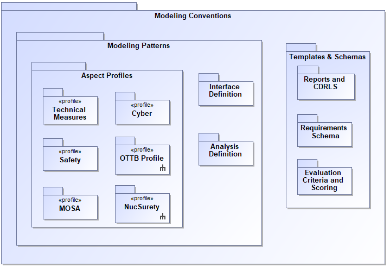 Modeling Conventions
Modeling Patterns
Aspect Profiles
«profile»
Technical
Measures
«profile»
Cyber
«profile»
Safety
«profile»
OTTB Profile
«profile»
MOSA
«profile»
NucSurety
Interface
Definition
Analysis
Definition
Templates & Schemas
Reports and
CDRLS
Requirements
Schema
Evaluation
Criteria and
Scoring